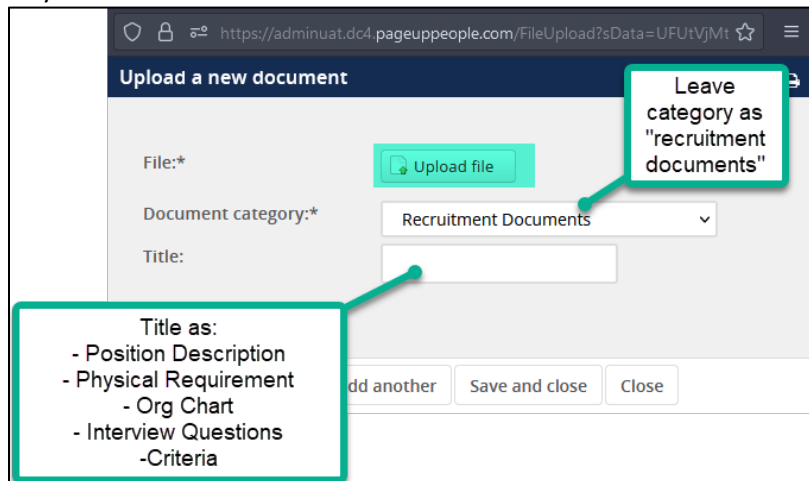 https://adminuat.dc4.pageuppeople.com/FileUpload?sData=UFUtVjMt
Upload a new document
Leave
category as
"recruitment
documents"
File:*
Upload file
Document category:*
Recruitment Documents
Title:
Title as:
- Position Description
- Physical Requirement
- Org Chart
- Interview Questions
-Criteria
dd another
Save and close
Close